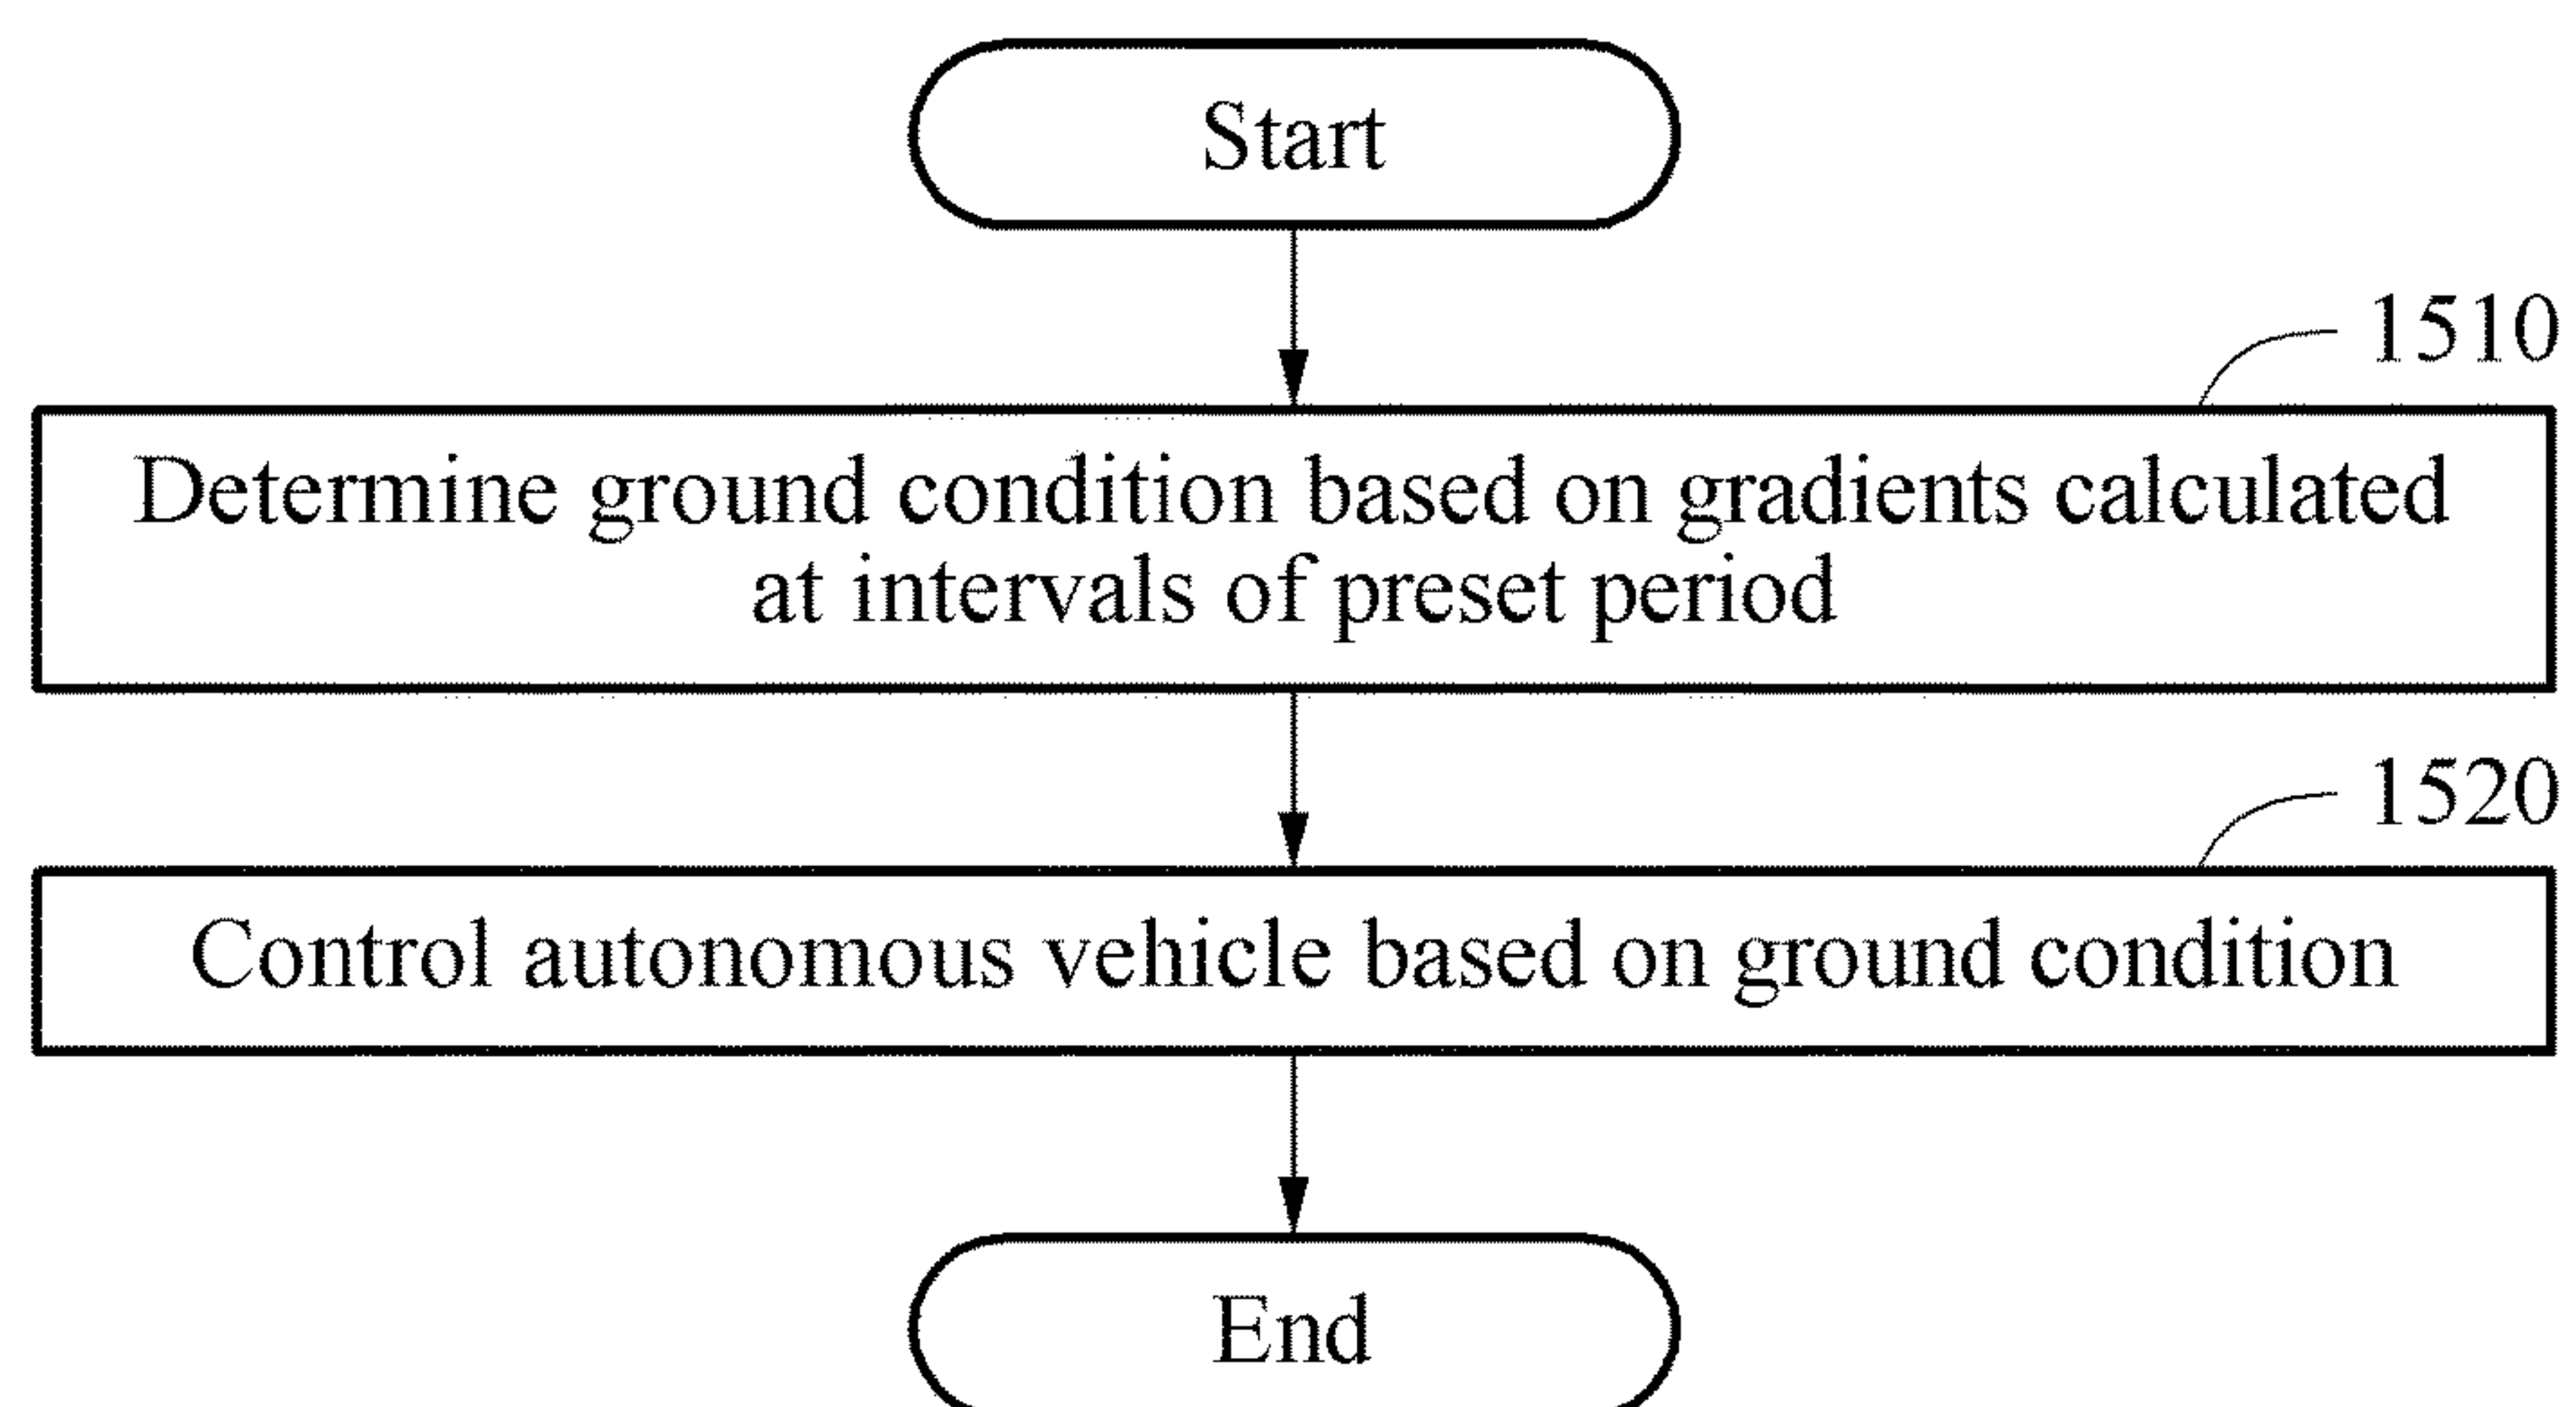 Start
1510
Determine ground condition based on gradients calculated
at intervals of preset period
1520
Control autonomous vehicle based on ground condition
End